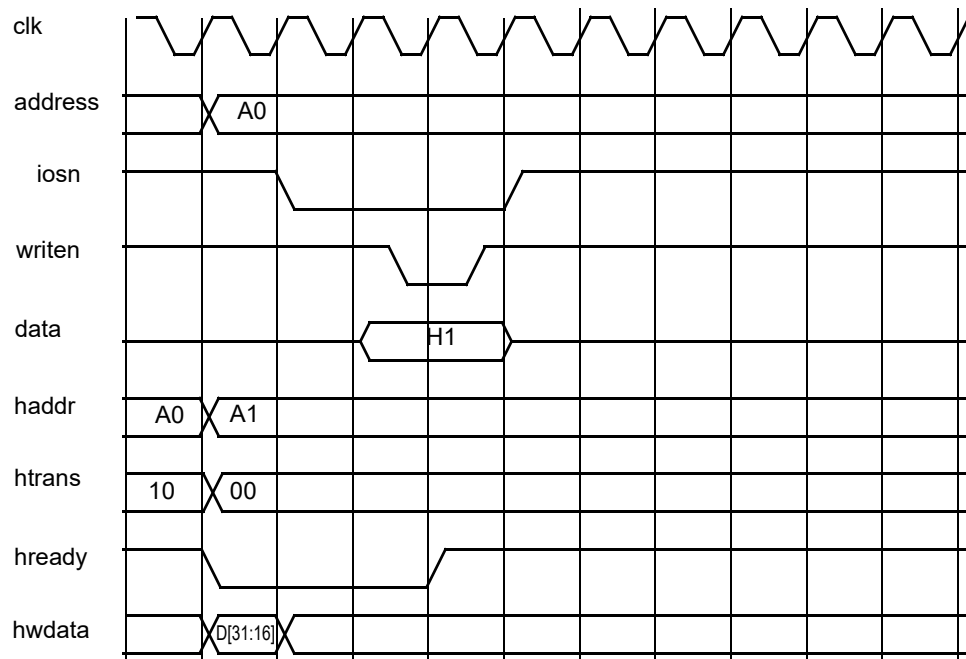 clk
address A0
iosn
writen
data H1
haddr A0 A1
htrans 10 00
hready
hwdata D[31:16]